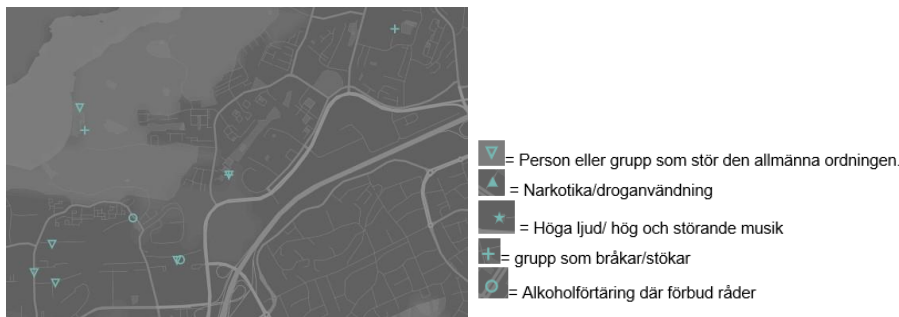 = Person eller grupp som stör den allmänna ordningen.
= Narkotika/droganvändning
= Höga ljud/ hög och störande musik
= grupp som bråkar/stökar
= Alkoholförtäring där förbud råder